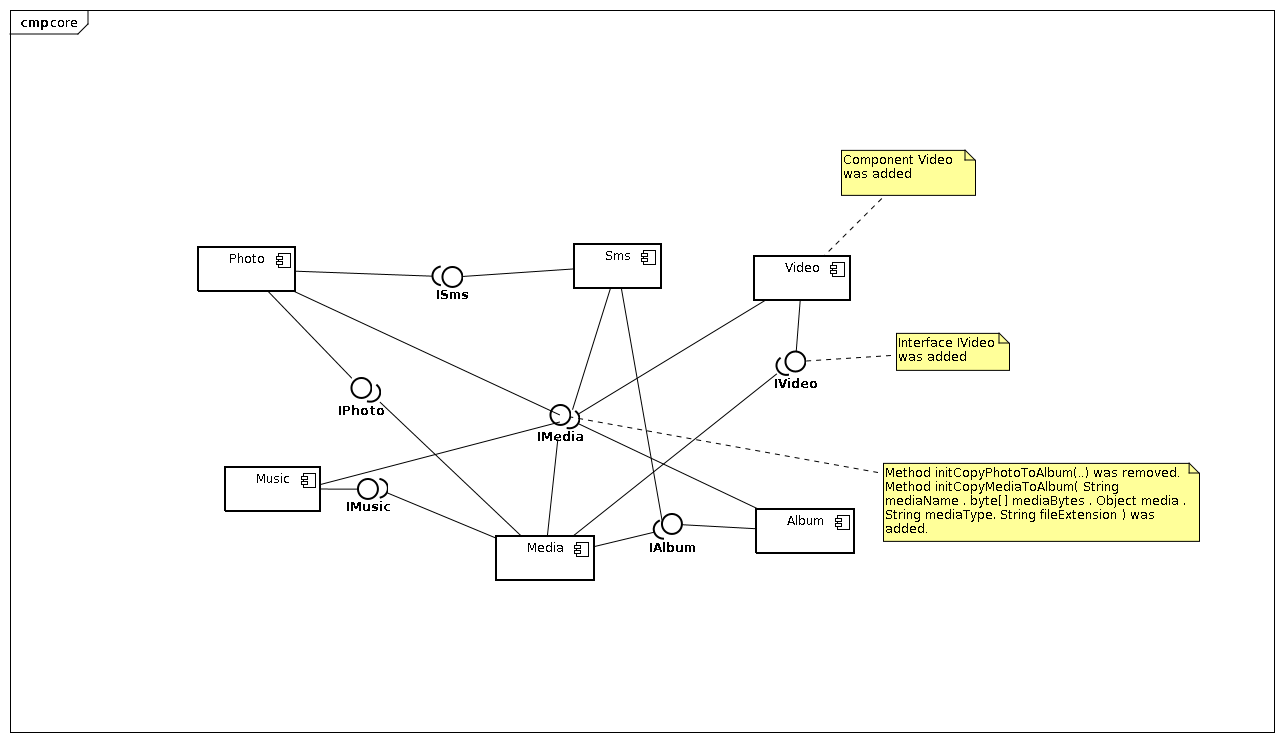 cmp core
Component Video
was added
Photo
Sms
Video
ISms
Interface IVideo
was added
IVideo
IPhoto
IMedia
Method initCopyPhotoToAlbum(..) was removed.
Method initCopyMediaToAlbum( String
mediaName , byte[] mediaBytes , Object media ,
String mediaType, String fileExtension ) was
added.
Music
IMusic
Album
Media
IAlbum